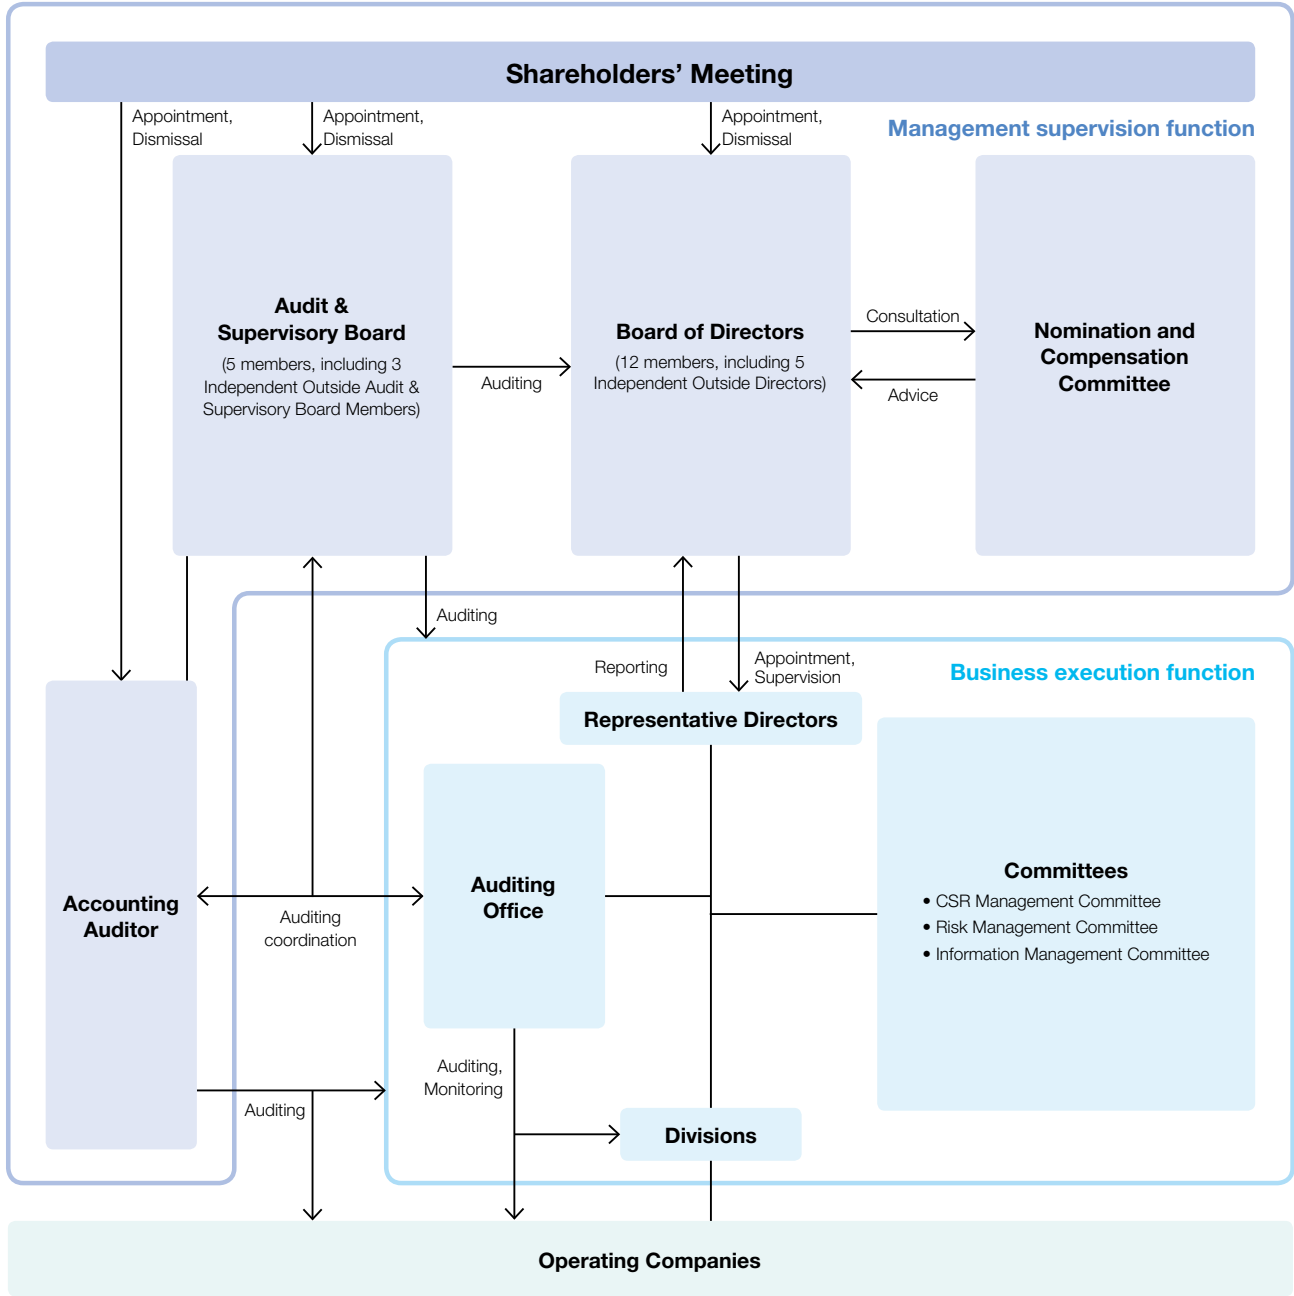 Shareholders’ Meeting
Appointment,
Dismissal
Appointment,
Dismissal
Appointment,
Dismissal
Management supervision function
Audit &
Supervisory Board
(5 members, including 3
Independent Outside Audit &
Supervisory Board Members)
Auditing
Board of Directors
(12 members, including 5
Independent Outside Directors)
Consultation
Advice
Nomination and
Compensation
Committee
Auditing
Reporting
Appointment,
Supervision
Business execution function
Representative Directors
Accounting
Auditor
Auditing
coordination
Auditing
Office
Committees
• CSR Management Committee
• Risk Management Committee
• Information Management Committee
Auditing,
Monitoring
Auditing
Divisions
Operating Companies